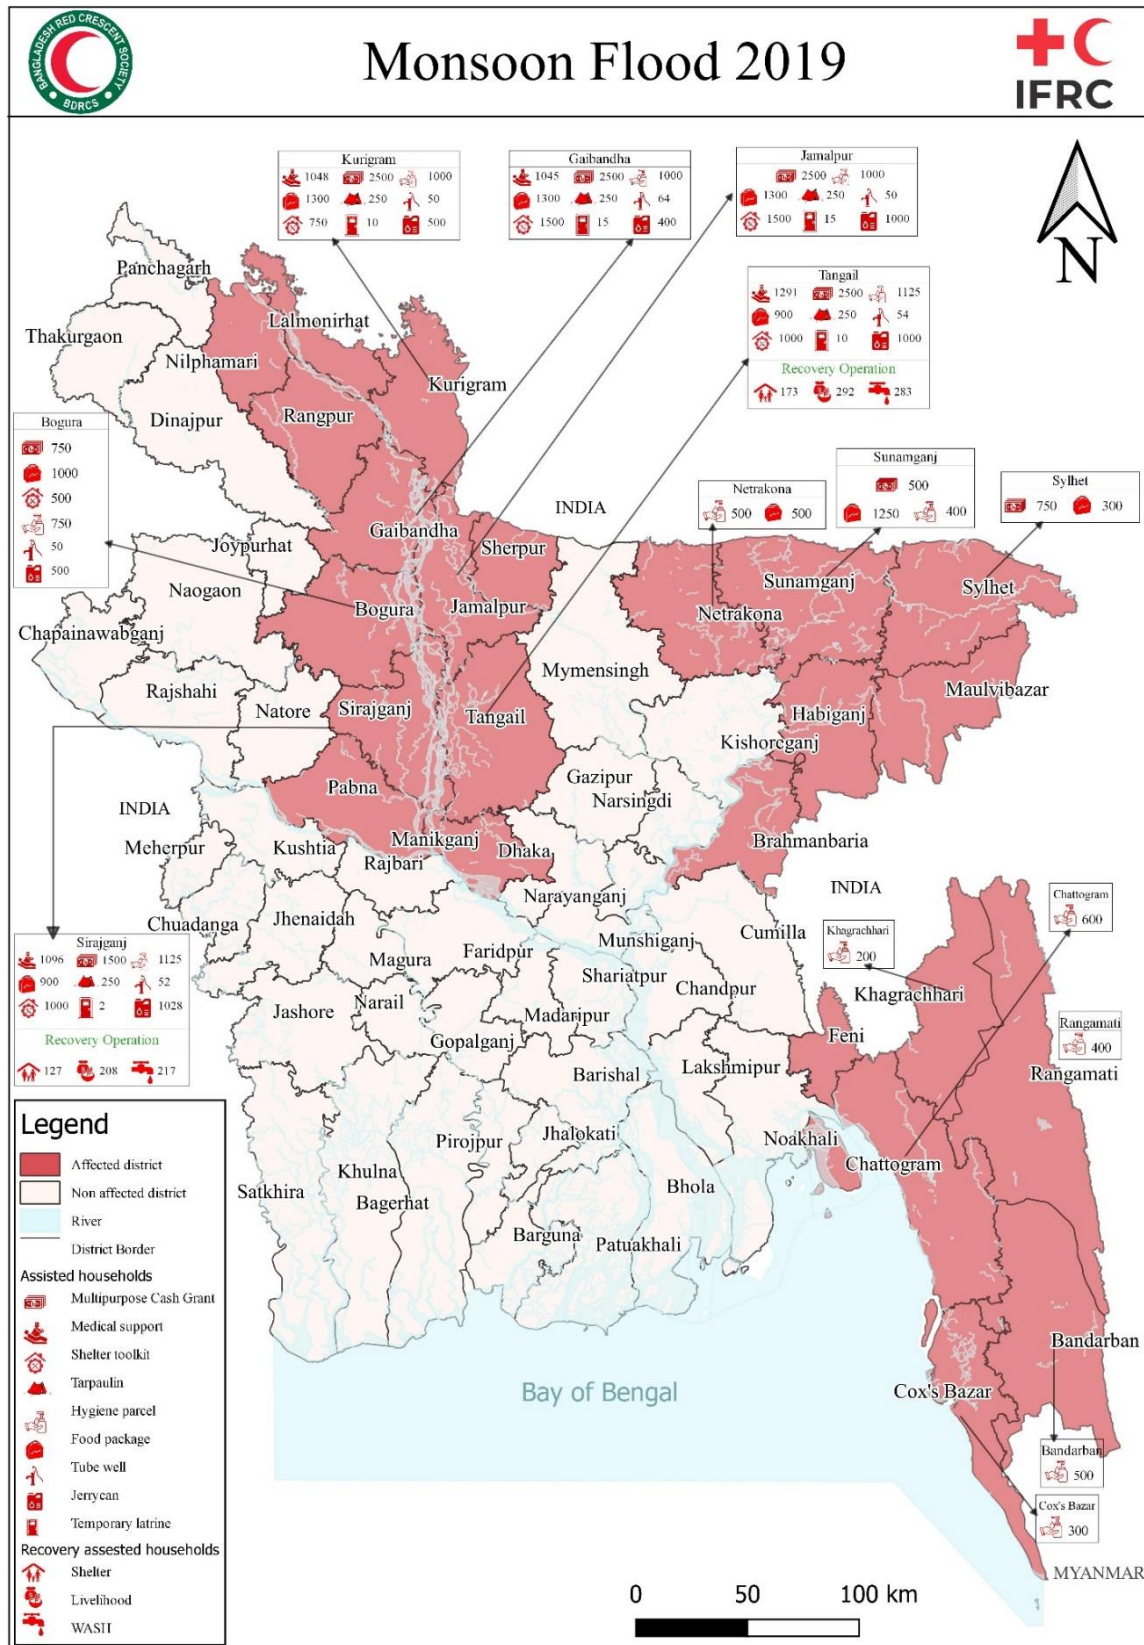 BANGLADESH RED CRESCENT SOCIETY
BDRCS
Monsoon Flood 2019
IFRC
Kurigram
1048 2500 1000
1300 250 50
750 10 500
Gaibandha
1045 2500 1000
1300 250 64
1500 15 400
Jamalpur
2500 1000
1300 250 50
1500 15 1000
N
Tangail
1291 2500 1125
900 250 54
1000 10 1000
Recovery Operation
173 292 283
Panchagarh
Thakurgaon
Lalmonirhat
Nilphamari
Kurigram
Dinajpur
Rangpur
Bogura
750
1000
500
750
50
500
Sunamganj
500
1250 400
Netrakona
500 500
Sylhet
750 300
INDIA
Gaibandha
Sherpur
Joypurhat
Naogaon
Bogura
Jamalpur
Sunamganj
Sylhet
Netrakona
Chapainawabganj
Mymensingh
Rajshahi
Natore
Sirajganj
Tangail
Maulvibazar
Habiganj
Kishoreganj
Pabna
Gazipur
Narsingdi
INDIA
Meherpur
Kushtia
Manikganj
Rajbari
Dhaka
Brahmanbaria
INDIA
Chuadanga
Jhenaidah
Narayanganj
Sirajganj
1096 1500 1125
900 250 52
1000 2 1028
Recovery Operation
127 208 217
Magura
Faridpur
Munshiganj
Cumilla
Shariatpur
Chandpur
Khagrachhari
200
Chattogram
600
Khagrachhari
Jashore
Narail
Madaripur
Gopalganj
Feni
Rangamati
400
Rangamati
Barishal
Lakshmipur
Legend
Affected district
Non affected district
River
District Border
Assisted households
Multipurpose Cash Grant
Medical support
Shelter toolkit
Tarpaulin
Hygiene parcel
Food package
Tube well
Jerrycan
Temporary latrine
Recovery assested households
Shelter
Livelihood
WASH
Pirojpur
Jhalokati
Noakhali
Chattogram
Satkhira
Khulna
Bagerhat
Bhola
Barguna
Patuakhali
Bandarban
Cox's Bazar
Bay of Bengal
Bandarban
500
Cox's Bazar
300
MYANMAR
0 50 100 km